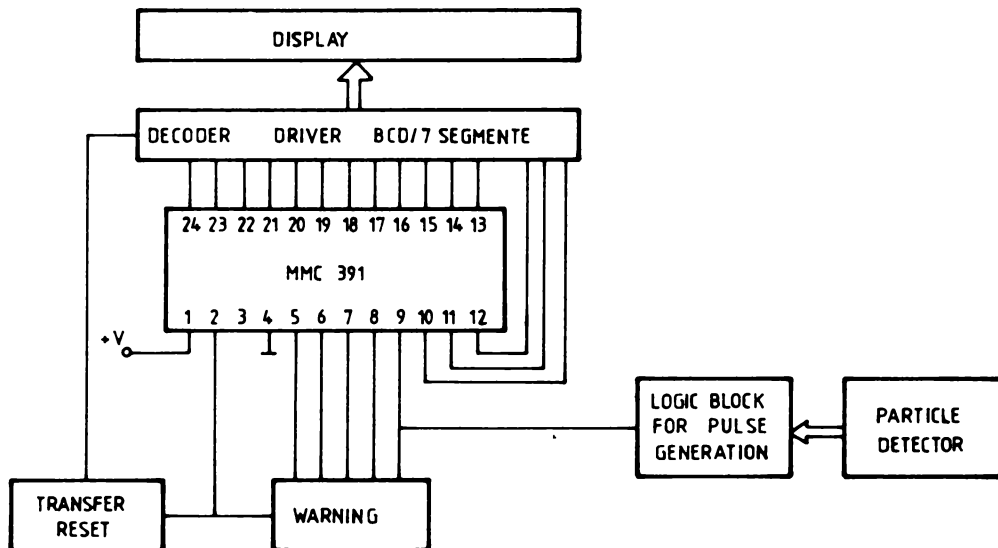 DISPLAY
DECODER DRIVER BCD/7 SEGMENTE
24 23 22 21 20 19 18 17 16 15 14 13
MMC 391
1 2 3 4 5 6 7 8 9 10 11 12
+V
LOGIC BLOCK
FOR PULSE
GENERATION
PARTICLE
DETECTOR
TRANSFER
RESET
WARNING